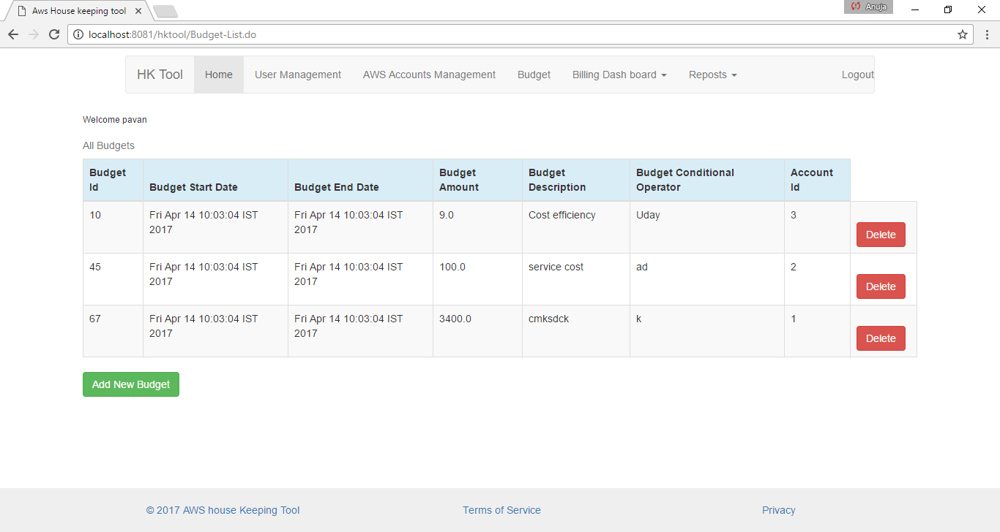 Aws House keeping tool
Anuja
localhost:8081/hktool/Budget-List.do
HK Tool Home User Management AWS Accounts Management Budget Billing Dash board Reposts Logout
Welcome pavan
All Budgets
Budget Id Budget Start Date Budget End Date Budget Amount Budget Description Budget Conditional Operator Account Id
10 Fri Apr 14 10:03:04 IST 2017 Fri Apr 14 10:03:04 IST 2017 9.0 Cost efficiency Uday 3 Delete
45 Fri Apr 14 10:03:04 IST 2017 Fri Apr 14 10:03:04 IST 2017 100.0 service cost ad 2 Delete
67 Fri Apr 14 10:03:04 IST 2017 Fri Apr 14 10:03:04 IST 2017 3400.0 cmksdck k 1 Delete
Add New Budget
© 2017 AWS house Keeping Tool Terms of Service Privacy